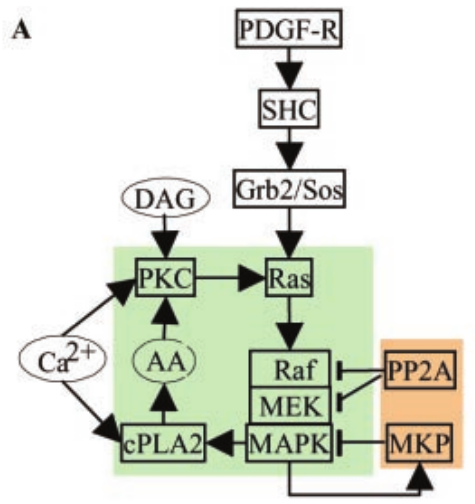 A
PDGF-R
SHC
Grb2/Sos
DAG
PKC
Ras
Ca2+
AA
Raf
PP2A
MEK
cPLA2
MAPK
MKP